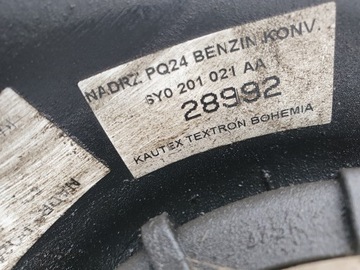 NADRZ PQ24 BENZIN KONV.
6Y0 201 021 AA
28992
KAUTEX TEXTRON BOHEMIA